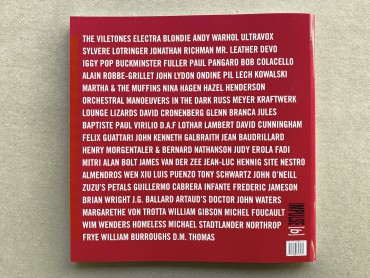 THE VILETONES ELECTRA BLONDIE ANDY WARHOL ULTRAVOX
SYLVERE LOTRINGER JONATHAN RICHMAN MR. LEATHER DEVO
IGGY POP BUCKMINSTER FULLER PAUL PANGARO BOB COLACELLO
ALAIN ROBBE-GRILLET JOHN LYDON ONDINE PIL LECH KOWALSKI
MARTHA & THE MUFFINS NINA HAGEN HAZEL HENDERSON
ORCHESTRAL MANOEUVERS IN THE DARK RUSS MEYER KRAFTWERK
LOUNGE LIZARDS DAVID CRONENBERG GLENN BRANCA JULES
BAPTISTE PAUL VIRILIO D.A.F LOTHAR LAMBERT DAVID CUNNINGHAM
FELIX GUATTARI JOHN KENNETH GALBRAITH JEAN BAUDRILLARD
HENRY MORGENTALER & BERNARD NATHANSON JUDY EROLA FADI
MITRI ALAN BOLT JAMES VAN DER ZEE JEAN-LUC HENNIG SITE NESTRO
ALMENDROS WEN XIU LUIS PUENZO TONY SCHWARTZ JOHN O'NEILL
ZUZU'S PETALS GUILLERMO CABRERA INFANTE FREDERIC JAMESON
BRIAN WRIGHT J.G. BALLARD ARTAUD'S DOCTOR JOHN WATERS
MARGARETHE VON TROTTA WILLIAM GIBSON MICHEL FOUCAULT
WIM WENDERS HOMELESS MICHAEL STADTLANDER NORTHROP
FRYE WILLIAM BURROUGHS D.M. THOMAS
IMPULSE